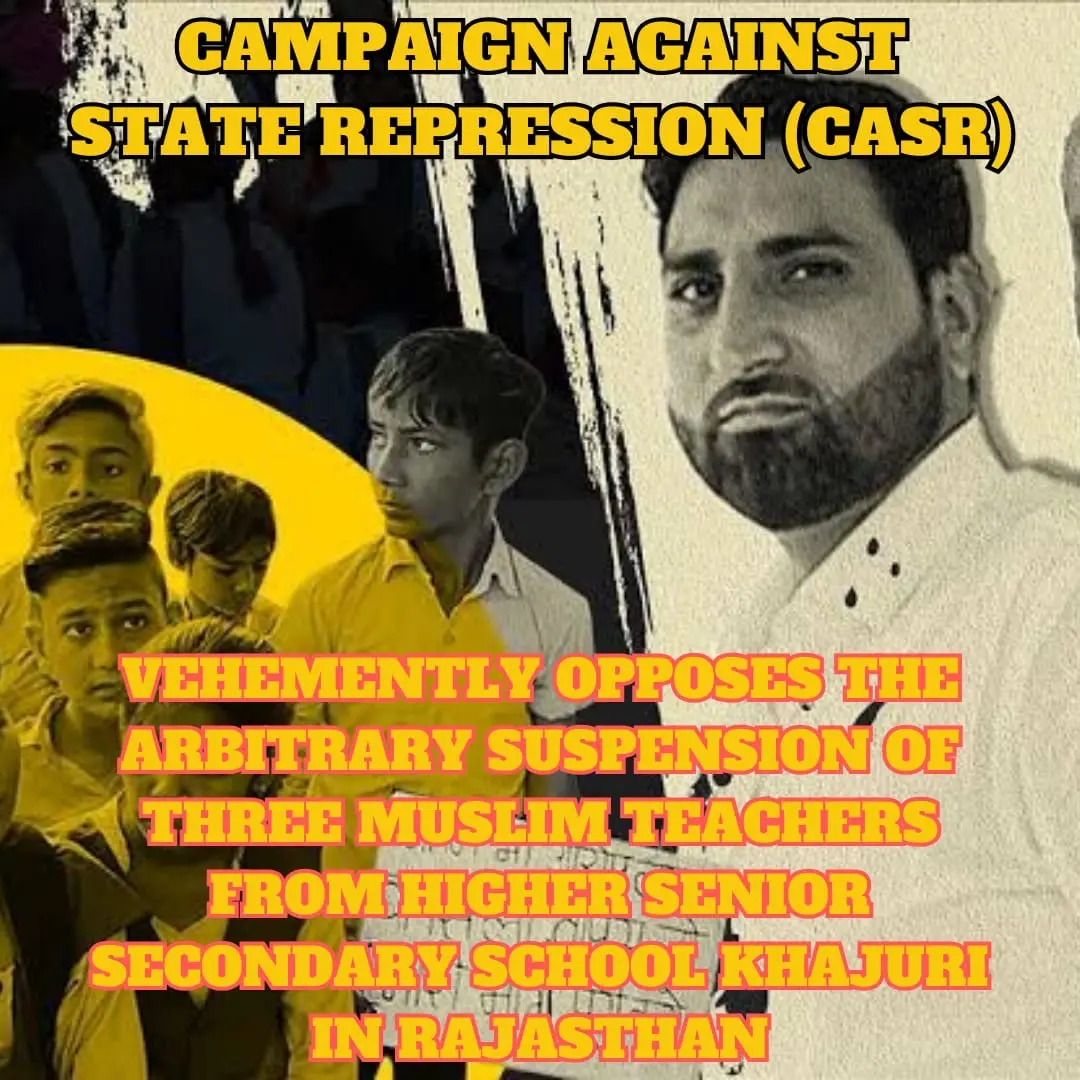 CAMPAIGN AGAINST
STATE REPRESSION (CASR)
VEHEMENTLY OPPOSES THE
ARBITRARY SUSPENSION OF
THREE MUSLIM TEACHERS
FROM HIGHER SENIOR
SECONDARY SCHOOL KHAJURI
IN RAJASTHAN